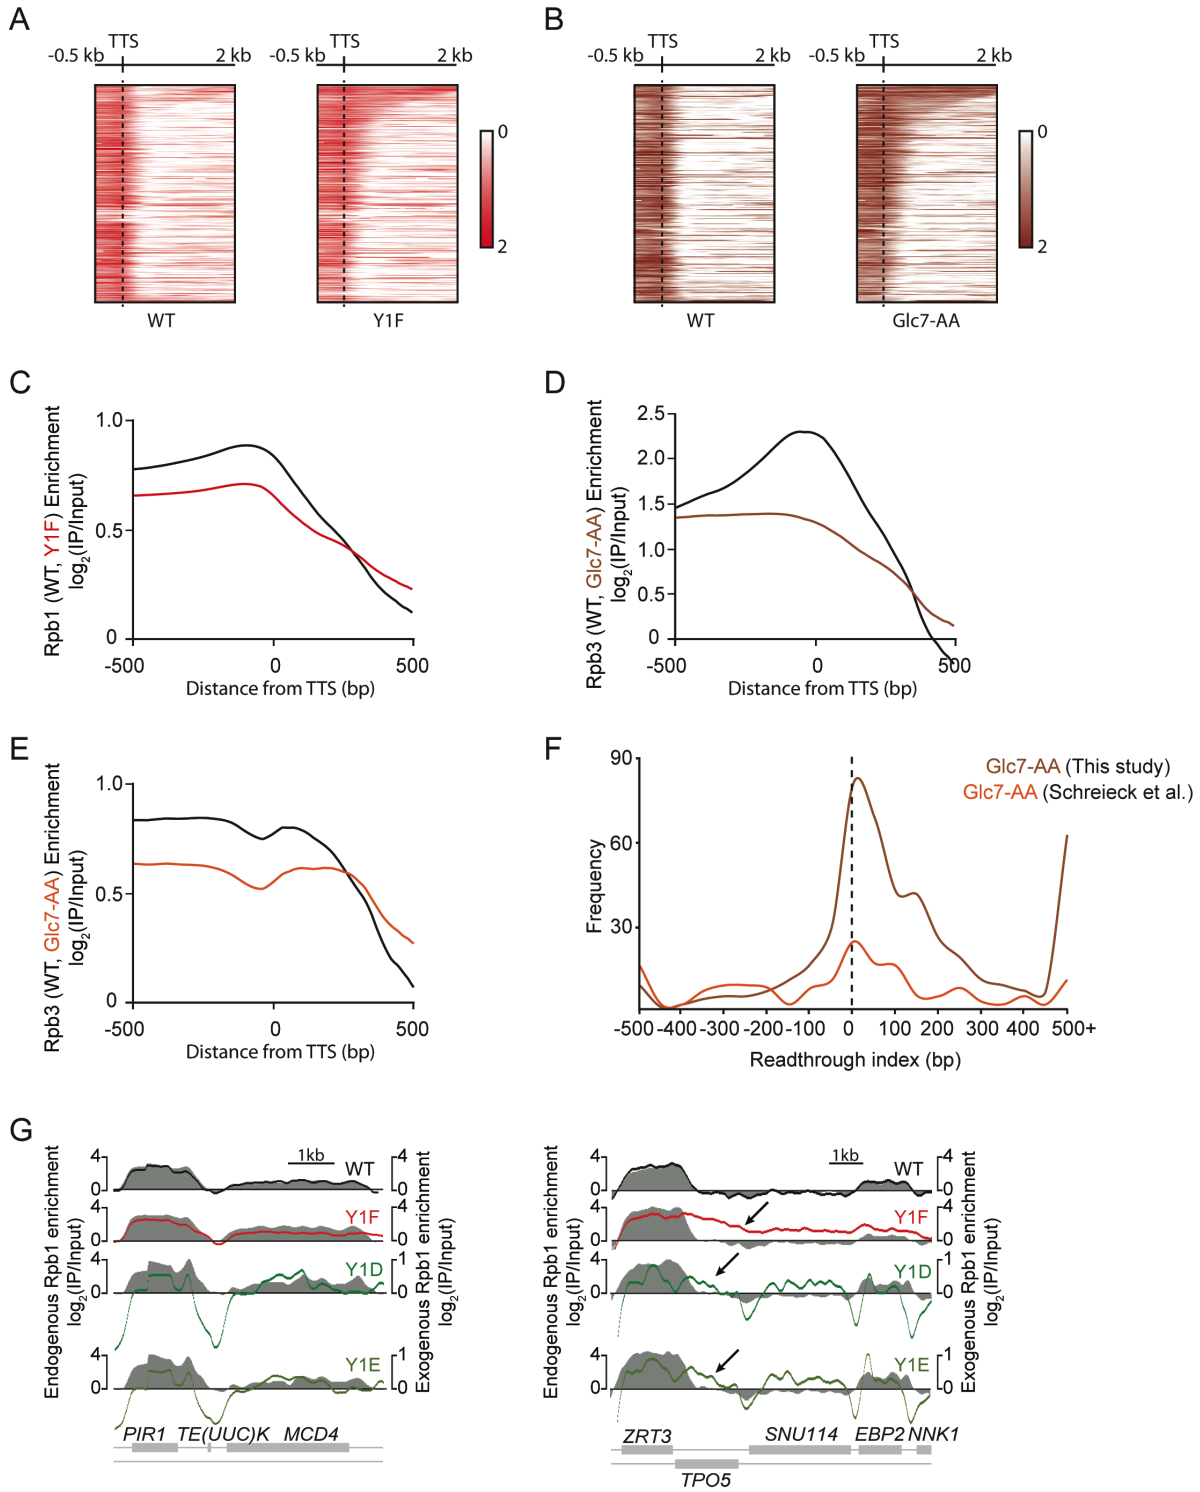 A
B
TTS
-0.5 kb 2 kb
TTS
-0.5 kb 2 kb
TTS
-0.5 kb 2 kb
TTS
-0.5 kb 2 kb
0
2
0
2
WT
Y1F
WT
Glc7-AA
C
Rpb1 (WT, Y1F) Enrichment
log2(IP/Input)
1.0
0.5
0
-500 0 500
Distance from TTS (bp)
D
Rpb3 (WT, Glc7-AA) Enrichment
log2(IP/Input)
2.5
2.0
1.5
1.0
0.5
0
-500 0 500
Distance from TTS (bp)
E
Rpb3 (WT, Glc7-AA) Enrichment
log2(IP/Input)
1.0
0.5
0
-500 0 500
Distance from TTS (bp)
F
Frequency
90
60
30
Glc7-AA (This study)
Glc7-AA (Schreieck et al.)
-500 -400 -300 -200 -100 0 100 200 300 400 500+
Readthrough index (bp)
G
Endogenous Rpb1 enrichment
log2(IP/Input)
4
0
1kb
WT
4
0
4
0
Y1F
4
0
4
0
Y1D
1
0
4
0
Y1E
1
0
Exogenous Rpb1 enrichment
log2(IP/Input)
PIR1 TE(UUC)K MCD4
Endogenous Rpb1 enrichment
log2(IP/Input)
4
0
1kb
WT
4
0
4
0
Y1F
4
0
4
0
Y1D
1
0
4
0
Y1E
1
0
Exogenous Rpb1 enrichment
log2(IP/Input)
ZRT3 SNU114 EBP2 NNK1
TPO5